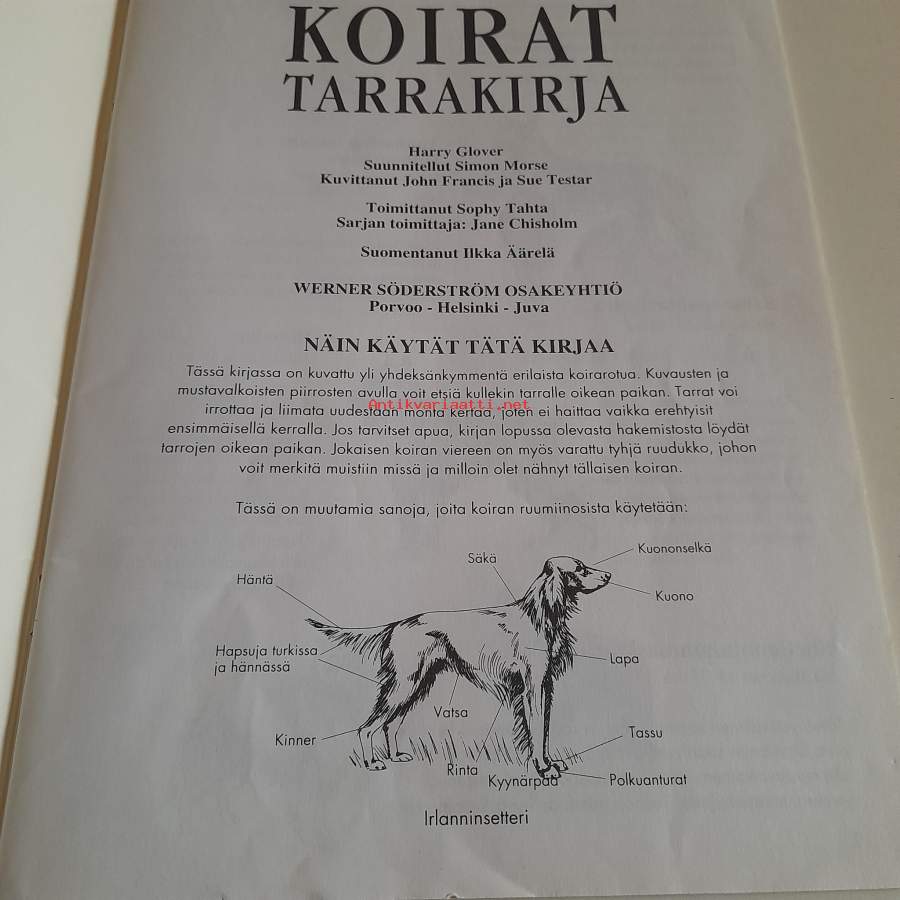 KOIRAT
TARRAKIRJA
Harry Glover
Suunnitellut Simon Morse
Kuvittanut John Francis ja Sue Testar
Toimittanut Sophy Tahta
Sarjan toimittaja: Jane Chisholm
Suomentanut Ilkka Äärelä
WERNER SÖDERSTRÖM OSAKEYHTIÖ
Porvoo - Helsinki - Juva
NÄIN KÄYTÄT TÄTÄ KIRJAA
Tässä kirjassa on kuvattu yli yhdeksänkymmentä erilaista koirarotua. Kuvausten ja
mustavalkoisten piirrosten avulla voit etsiä kullekin tarralle oikean paikan. Tarrat voi
irrottaa ja liimata uudestaan monta kertaa, joten ei haittaa vaikka erehtyisit
Antikvariaatti.net
ensimmäisellä kerralla. Jos tarvitset apua, kirjan lopussa olevasta hakemistosta löydät
tarrojen oikean paikan. Jokaisen koiran viereen on myös varattu tyhjä ruudukko, johon
voit merkitä muistiin missä ja milloin olet nähnyt tällaisen koiran.
Tässä on muutamia sanoja, joita koiran ruumiinosista käytetään:
Kuononselkä
Säkä
Häntä
Kuono
Hapsuja turkissa
ja hännässä
Lapa
Vatsa
Tassu
Kinner
Rinta
Kyynärpää
Polkuanturat
Irlanninsetteri